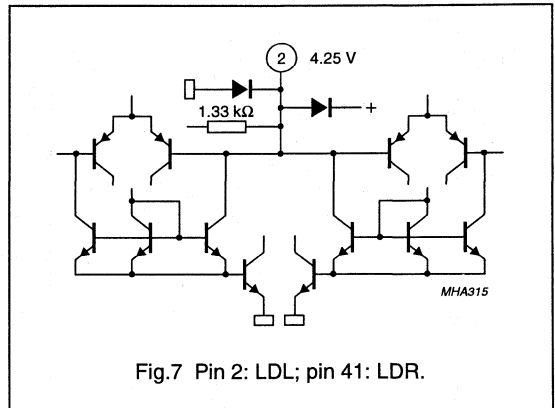 2 4.25 V
1.33 kΩ
+
MHA315
Fig.7 Pin 2: LDL; pin 41: LDR.